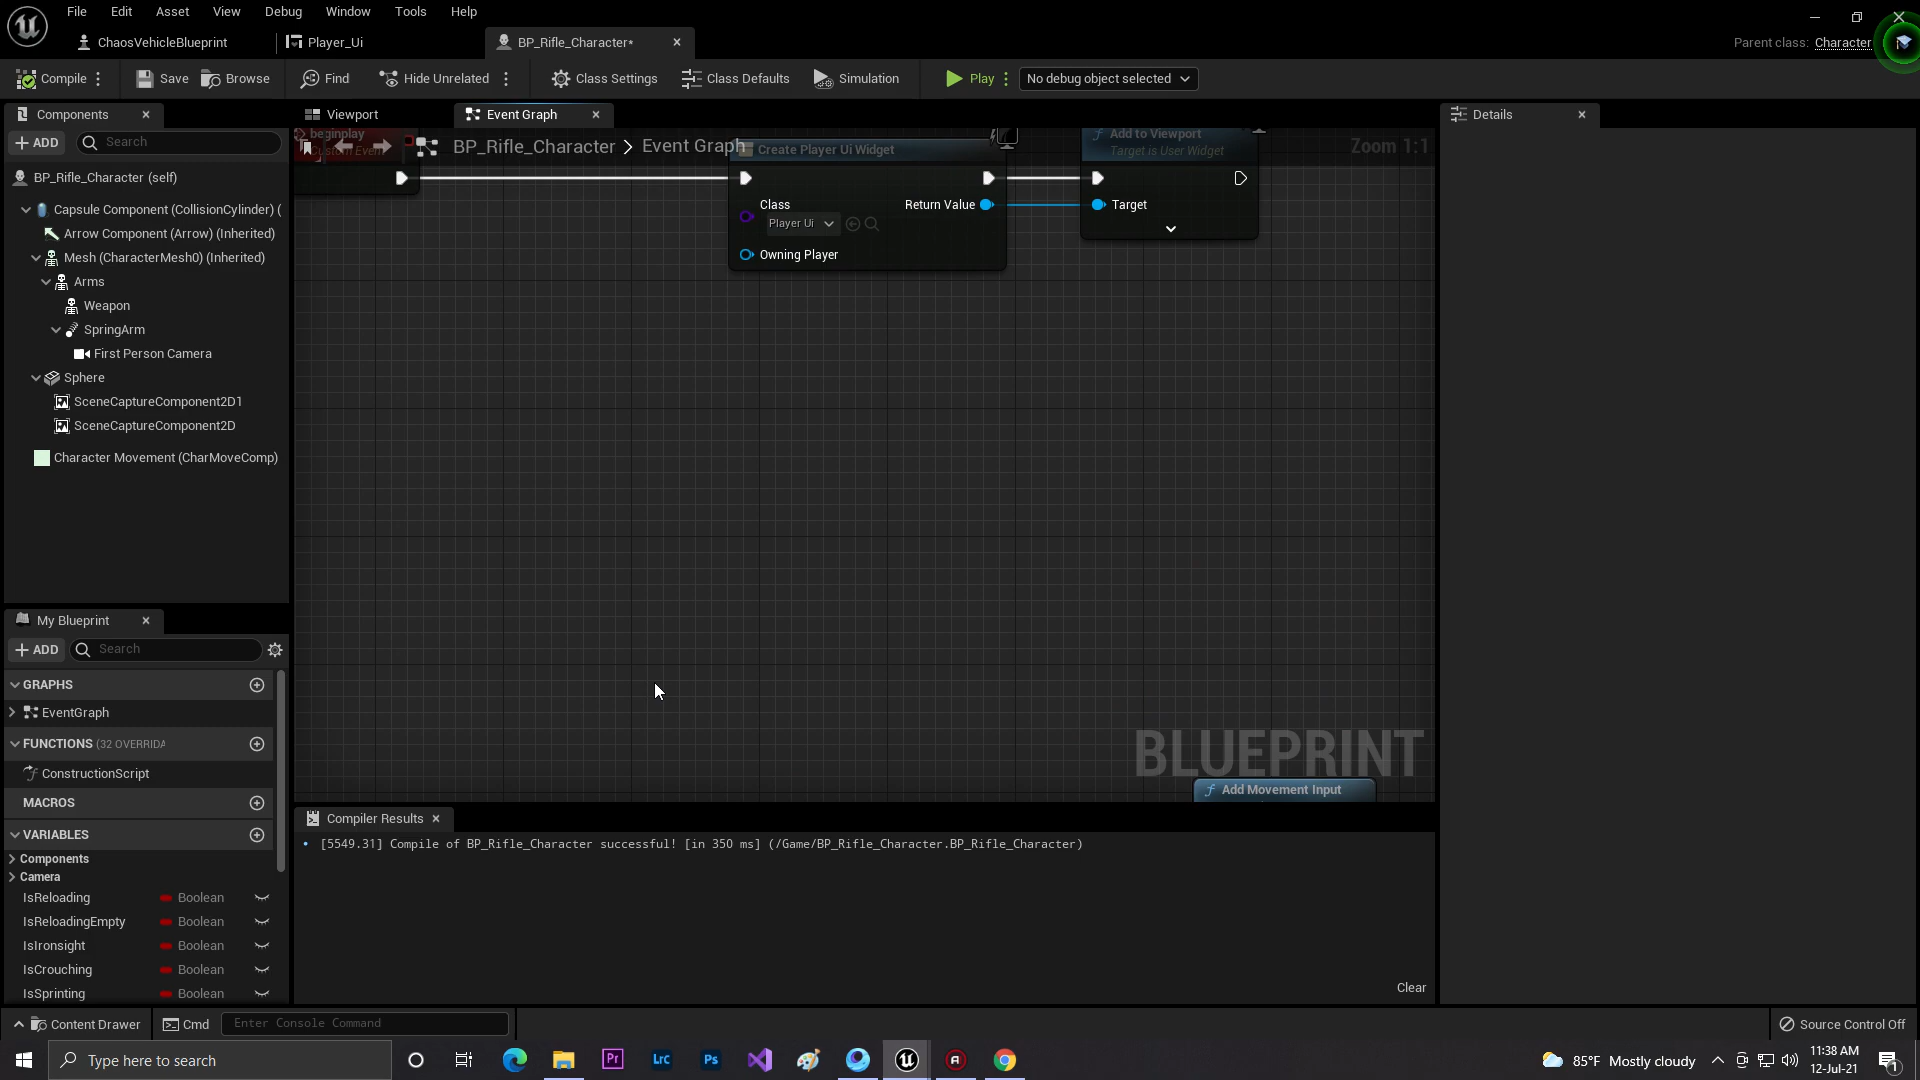 File Edit Asset View Debug Window Tools Help
ChaosVehicleBlueprint Player_Ui BP_Rifle_Character*
Parent class: Character
Compile Save Browse Find Hide Unrelated Class Settings Class Defaults Simulation Play No debug object selected
Components Viewport Event Graph Details
ADD Search
beginplay
Custom Event
BP_Rifle_Character > Event Graph
Zoom 1:1
Create Player Ui Widget
Class
Player Ui
Return Value
Owning Player
Add to Viewport
Target is User Widget
Target
BP_Rifle_Character (self)
Capsule Component (CollisionCylinder) (
Arrow Component (Arrow) (Inherited)
Mesh (CharacterMesh0) (Inherited)
Arms
Weapon
SpringArm
First Person Camera
Sphere
SceneCaptureComponent2D1
SceneCaptureComponent2D
Character Movement (CharMoveComp)
BLUEPRINT
Add Movement Input
My Blueprint
ADD Search
GRAPHS
EventGraph
FUNCTIONS (32 OVERRIDA
ConstructionScript
MACROS
VARIABLES
Components
Camera
IsReloading Boolean
IsReloadingEmpty Boolean
IsIronsight Boolean
IsCrouching Boolean
IsSprinting Boolean
Compiler Results
[5549.31] Compile of BP_Rifle_Character successful! [in 350 ms] (/Game/BP_Rifle_Character.BP_Rifle_Character)
Clear
Content Drawer Cmd Enter Console Command
Source Control Off
Type here to search
Pr Lrc Ps
85°F Mostly cloudy
11:38 AM
12-Jul-21
1